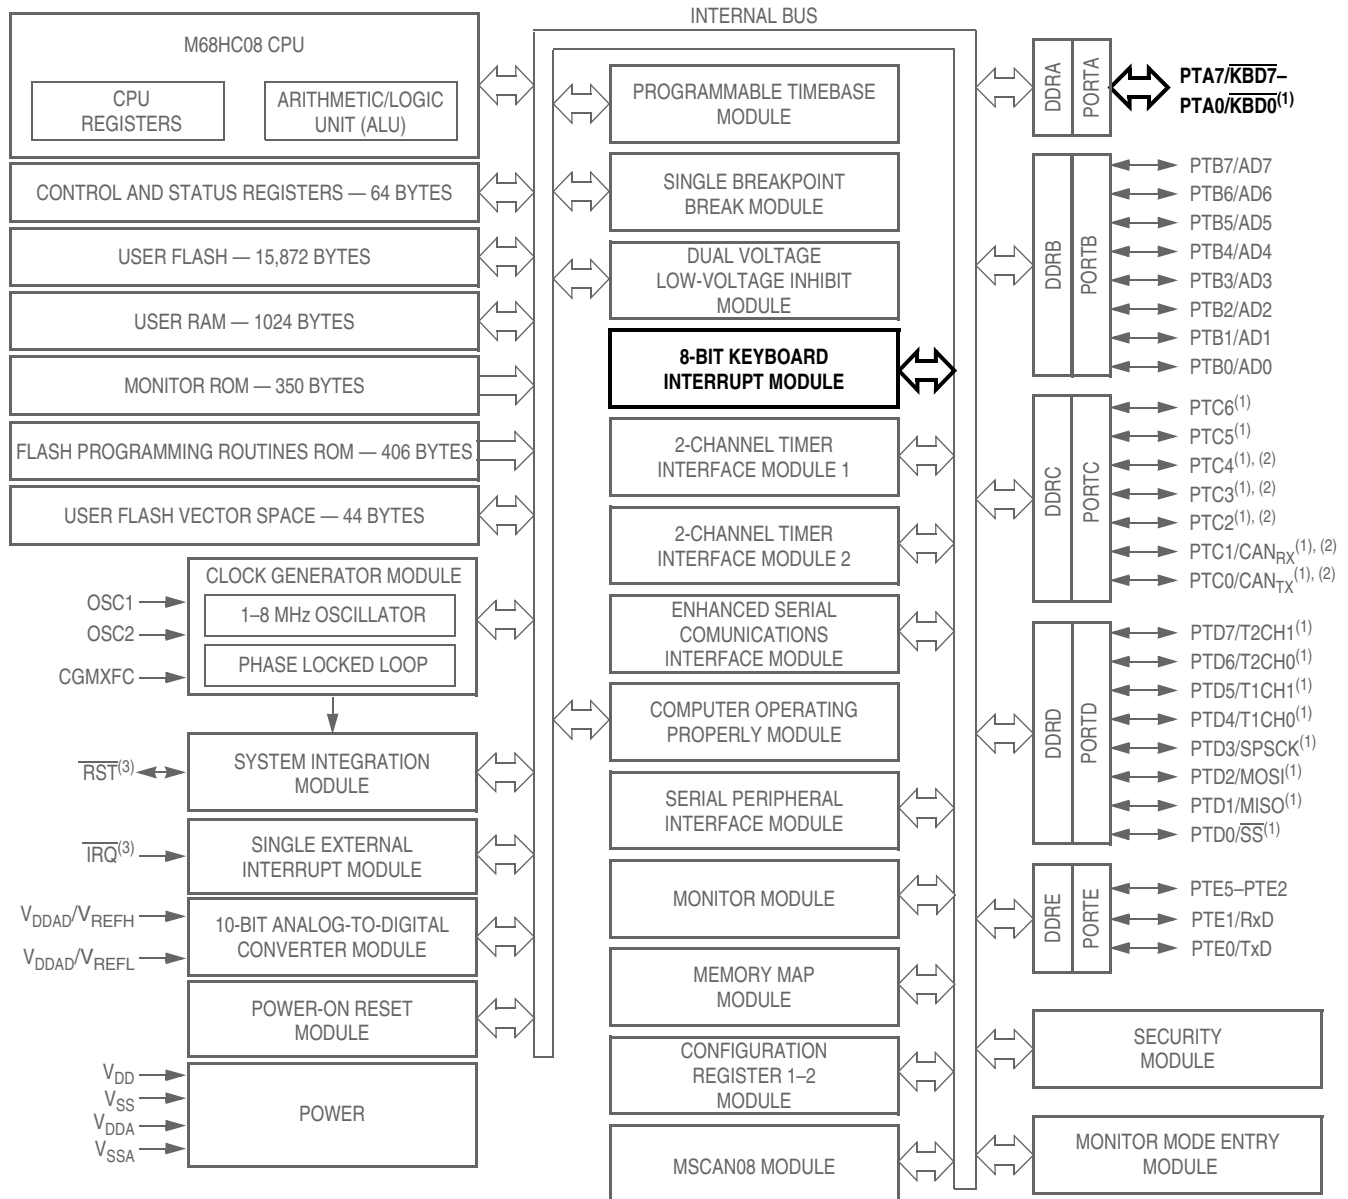 INTERNAL BUS
M68HC08 CPU
CPU
REGISTERS
ARITHMETIC/LOGIC
UNIT (ALU)
CONTROL AND STATUS REGISTERS — 64 BYTES
USER FLASH — 15,872 BYTES
USER RAM — 1024 BYTES
MONITOR ROM — 350 BYTES
FLASH PROGRAMMING ROUTINES ROM — 406 BYTES
USER FLASH VECTOR SPACE — 44 BYTES
CLOCK GENERATOR MODULE
1–8 MHz OSCILLATOR
PHASE LOCKED LOOP
OSC1
OSC2
CGMXFC
SYSTEM INTEGRATION
MODULE
RST(3)
SINGLE EXTERNAL
INTERRUPT MODULE
IRQ(3)
10-BIT ANALOG-TO-DIGITAL
CONVERTER MODULE
VDDAD/VREFH
VDDAD/VREFL
POWER-ON RESET
MODULE
POWER
VDD
VSS
VDDA
VSSA
PROGRAMMABLE TIMEBASE
MODULE
SINGLE BREAKPOINT
BREAK MODULE
DUAL VOLTAGE
LOW-VOLTAGE INHIBIT
MODULE
8-BIT KEYBOARD
INTERRUPT MODULE
2-CHANNEL TIMER
INTERFACE MODULE 1
2-CHANNEL TIMER
INTERFACE MODULE 2
ENHANCED SERIAL
COMUNICATIONS
INTERFACE MODULE
COMPUTER OPERATING
PROPERLY MODULE
SERIAL PERIPHERAL
INTERFACE MODULE
MONITOR MODULE
MEMORY MAP
MODULE
CONFIGURATION
REGISTER 1–2
MODULE
MSCAN08 MODULE
DDRA
PORTA
PTA7/KBD7–
PTA0/KBD0(1)
DDRB
PORTB
PTB7/AD7
PTB6/AD6
PTB5/AD5
PTB4/AD4
PTB3/AD3
PTB2/AD2
PTB1/AD1
PTB0/AD0
DDRC
PORTC
PTC6(1)
PTC5(1)
PTC4(1), (2)
PTC3(1), (2)
PTC2(1), (2)
PTC1/CANRX(1), (2)
PTC0/CANTX(1), (2)
DDRD
PORTD
PTD7/T2CH1(1)
PTD6/T2CH0(1)
PTD5/T1CH1(1)
PTD4/T1CH0(1)
PTD3/SPSCK(1)
PTD2/MOSI(1)
PTD1/MISO(1)
PTD0/SS(1)
DDRE
PORTE
PTE5–PTE2
PTE1/RxD
PTE0/TxD
SECURITY
MODULE
MONITOR MODE ENTRY
MODULE